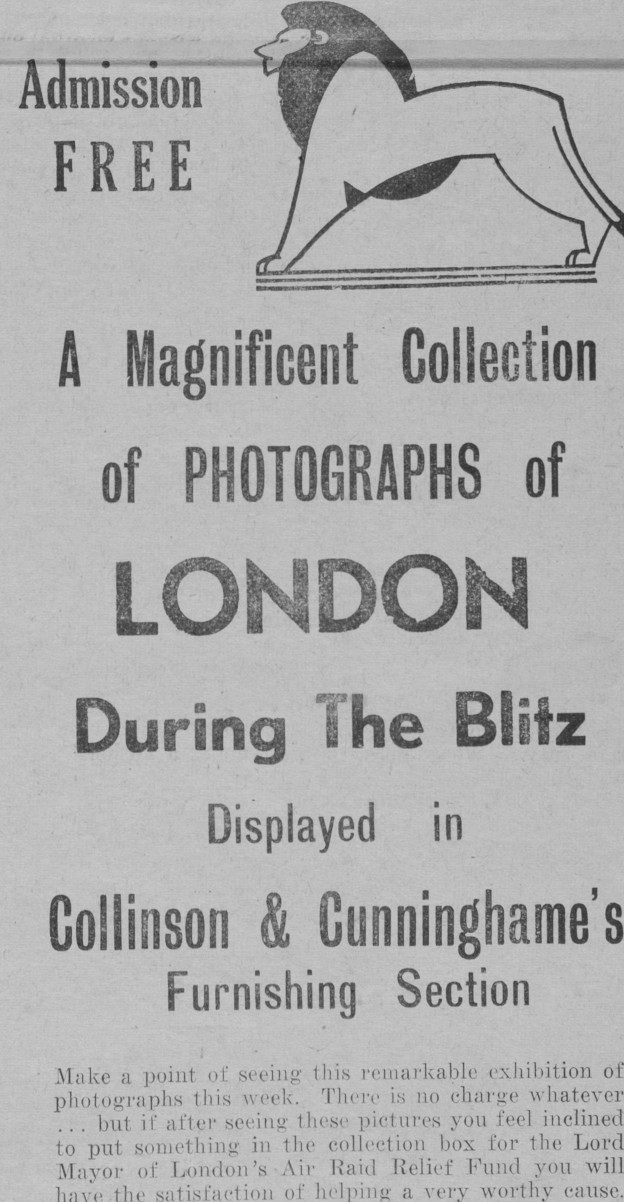 Admission
FREE
A Magnificent Collection
of PHOTOGRAPHS of
LONDON
During The Blitz
Displayed in
Collinson & Cunninghame's
Furnishing Section
Make a point of seeing this remarkable exhibition of
photographs this week. There is no charge whatever
... but if after seeing these pictures you feel inclined
to put something in the collection box for the Lord
Mayor of London's Air Raid Relief Fund you will
have the satisfaction of helping a very worthy cause.